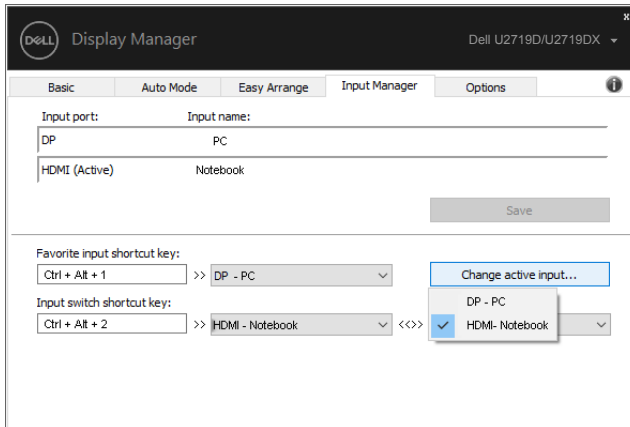 x
DELL Display Manager Dell U2719D/U2719DX
Basic Auto Mode Easy Arrange Input Manager Options i
Input port: Input name:
DP PC
HDMI (Active) Notebook
Save
Favorite input shortcut key:
Ctrl + Alt + 1 >> DP - PC Change active input...
DP - PC
Input switch shortcut key:
Ctrl + Alt + 2 >> HDMI - Notebook <<>> HDMI- Notebook